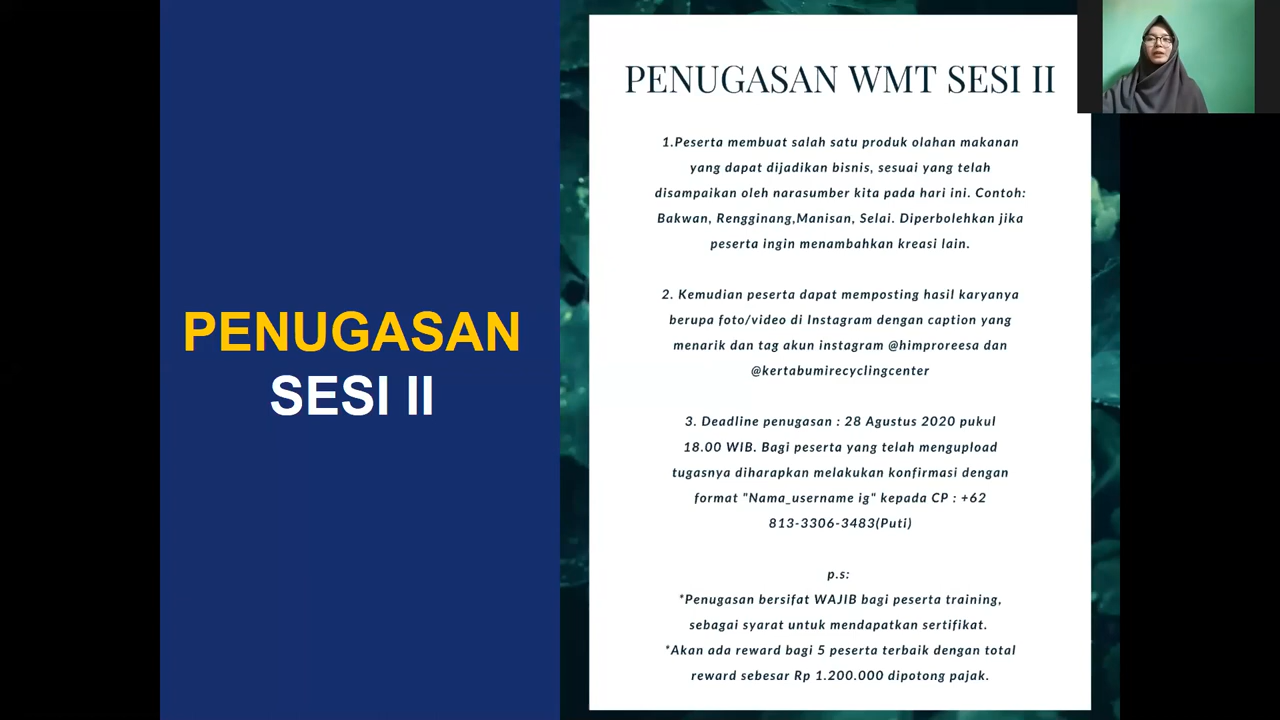 PENUGASAN
SESI II
PENUGASAN WMT SESI II
1.Peserta membuat salah satu produk olahan makanan
yang dapat dijadikan bisnis, sesuai yang telah
disampaikan oleh narasumber kita pada hari ini. Contoh:
Bakwan, Rengginang,Manisan, Selai. Diperbolehkan jika
peserta ingin menambahkan kreasi lain.
2. Kemudian peserta dapat memposting hasil karyanya
berupa foto/video di Instagram dengan caption yang
menarik dan tag akun instagram @himproreesa dan
@kertabumirecyclingcenter
3. Deadline penugasan : 28 Agustus 2020 pukul
18.00 WIB. Bagi peserta yang telah mengupload
tugasnya diharapkan melakukan konfirmasi dengan
format "Nama_username ig" kepada CP : +62
813-3306-3483(Puti)
p.s:
*Penugasan bersifat WAJIB bagi peserta training,
sebagai syarat untuk mendapatkan sertifikat.
*Akan ada reward bagi 5 peserta terbaik dengan total
reward sebesar Rp 1.200.000 dipotong pajak.